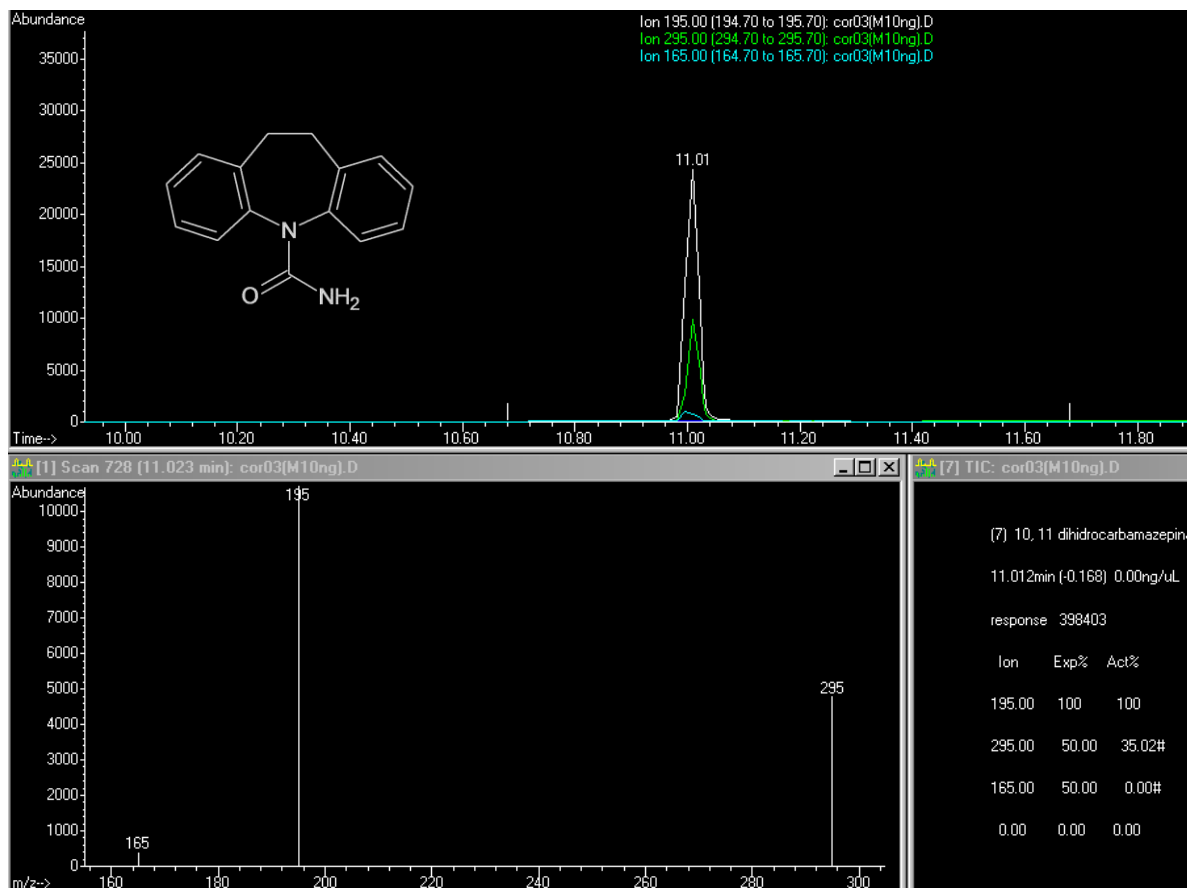 Abundance
Ion 195.00 (194.70 to 195.70): cor03(M10ng).D
Ion 295.00 (294.70 to 295.70): cor03(M10ng).D
Ion 165.00 (164.70 to 165.70): cor03(M10ng).D
35000
30000
25000
20000
15000
10000
5000
0
11.01
N
O
NH2
Time-->
10.00 10.20 10.40 10.60 10.80 11.00 11.20 11.40 11.60 11.80
[1] Scan 728 (11.023 min): cor03(M10ng).D
Abundance
10000
9000
8000
7000
6000
5000
4000
3000
2000
1000
0
195
295
165
m/z-->
160 180 200 220 240 260 280 300
[7] TIC: cor03(M10ng).D
(7) 10, 11 dihidrocarbamazepin
11.012min (-0.168) 0.00ng/uL
response 398403
Ion Exp% Act%
195.00 100 100
295.00 50.00 35.02#
165.00 50.00 0.00#
0.00 0.00 0.00